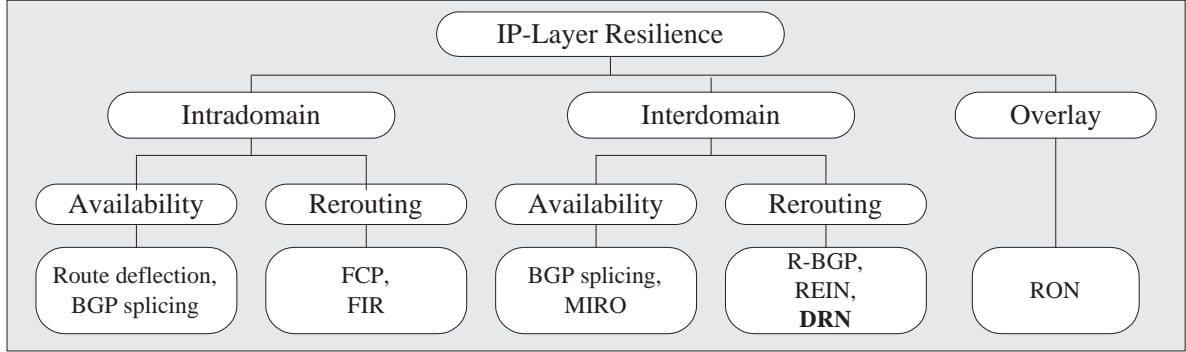 IP-Layer Resilience
Intradomain
Interdomain
Overlay
Availability
Rerouting
Availability
Rerouting
Route deflection,
BGP splicing
FCP,
FIR
BGP splicing,
MIRO
R-BGP,
REIN,
DRN
RON